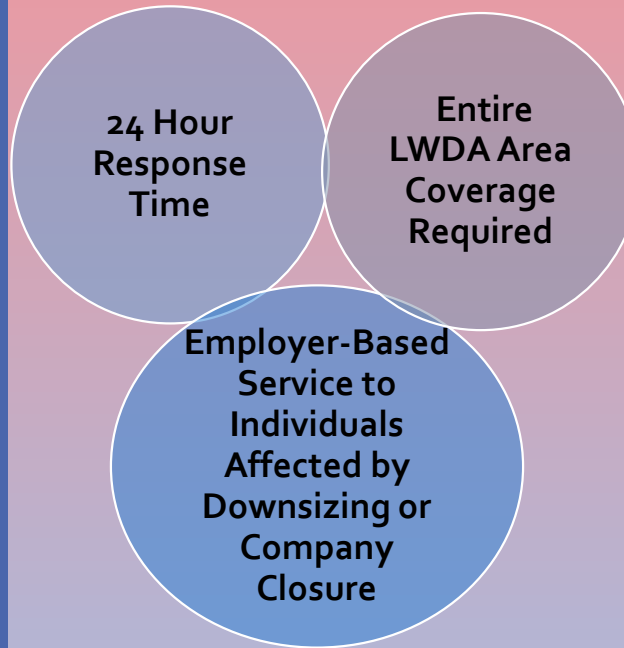 24 Hour
Response
Time
Entire
LWDA Area
Coverage
Required
Employer-Based
Service to
Individuals
Affected by
Downsizing or
Company
Closure